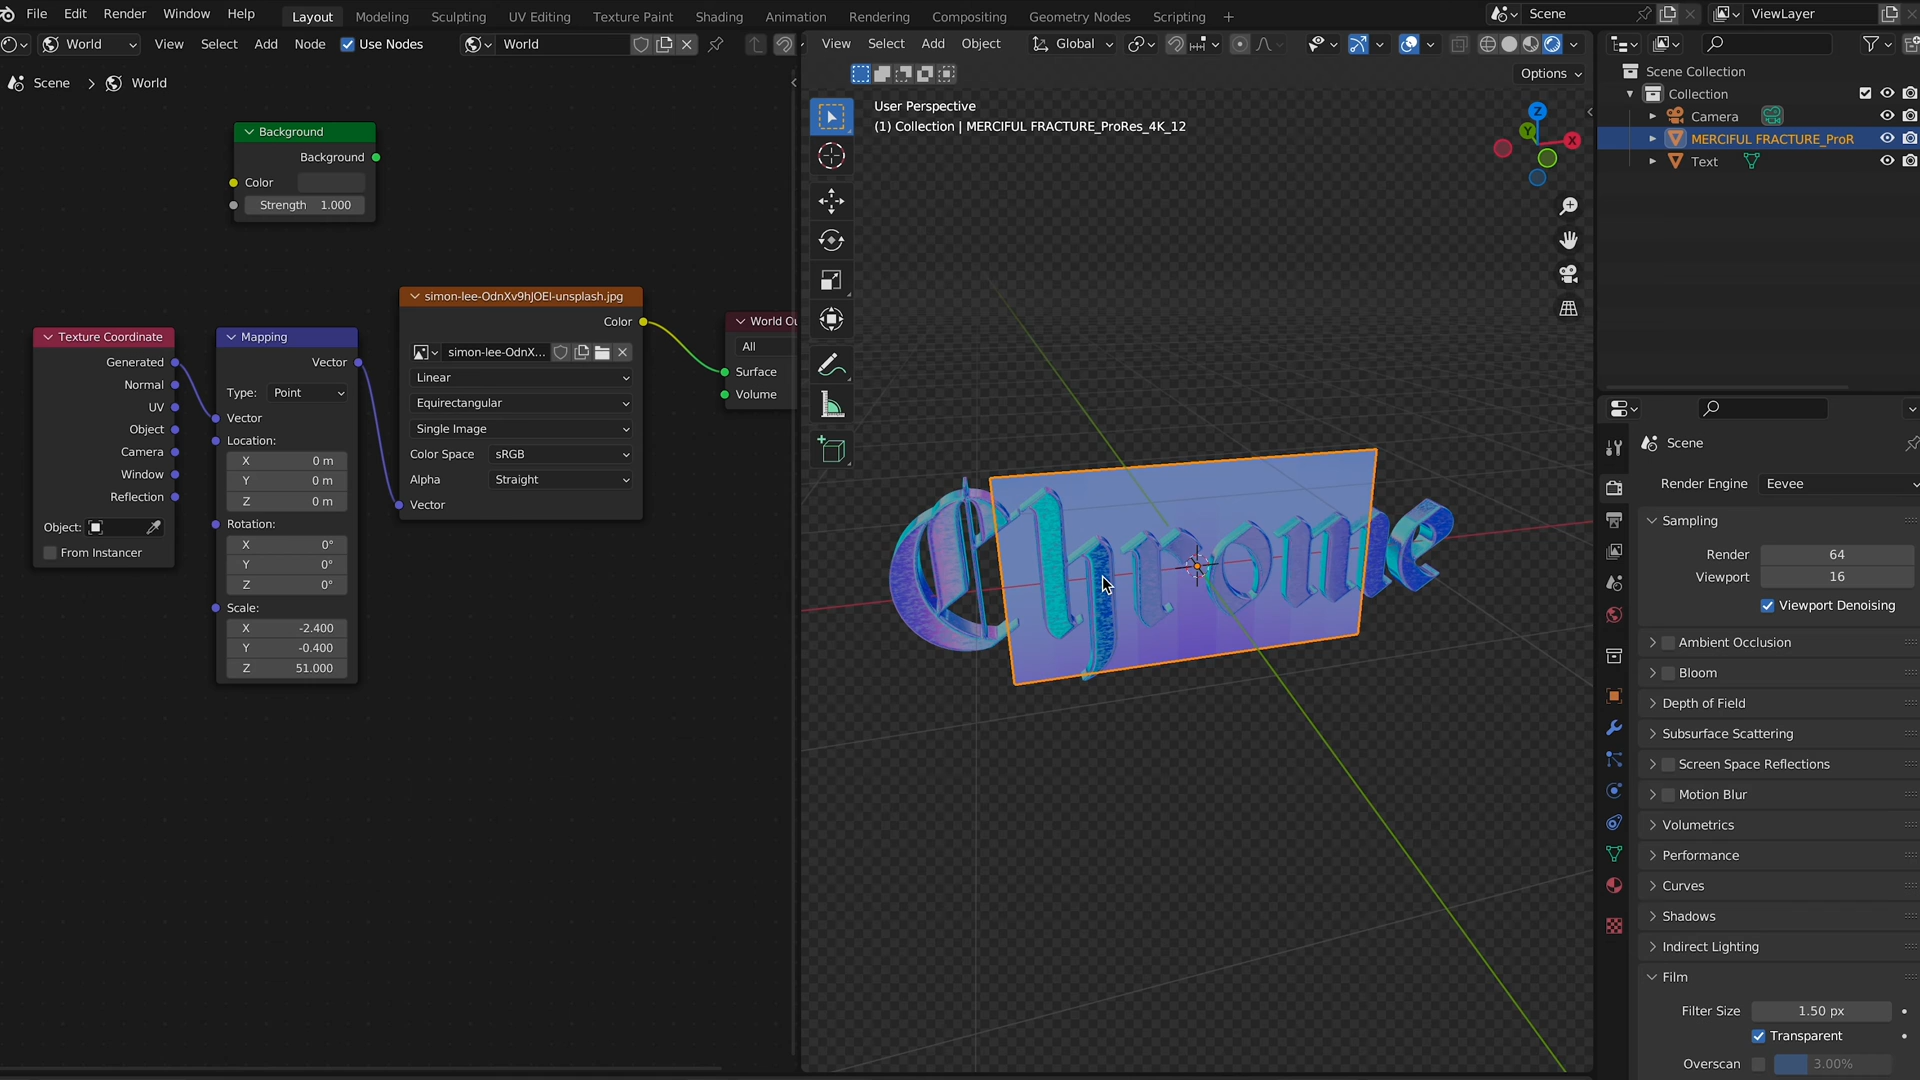 File Edit Render Window Help Layout Modeling Sculpting UV Editing Texture Paint Shading Animation Rendering Compositing Geometry Nodes Scripting + Scene ViewLayer
World View Select Add Node Use Nodes World View Select Add Object Global
Options
Scene > World
User Perspective
(1) Collection | MERCIFUL FRACTURE_ProRes_4K_12
Background
Background
Color
Strength 1.000
Texture Coordinate
Generated
Normal
UV
Object
Camera
Window
Reflection
Object:
From Instancer
Mapping
Vector
Type: Point
Vector
Location:
X 0 m
Y 0 m
Z 0 m
Rotation:
X 0°
Y 0°
Z 0°
Scale:
X -2.400
Y -0.400
Z 51.000
simon-lee-OdnXv9hJOEI-unsplash.jpg
Color
simon-lee-OdnX...
Linear
Equirectangular
Single Image
Color Space sRGB
Alpha Straight
Vector
World Ou
All
Surface
Volume
Z
Y
X
Chrome
Scene Collection
Collection
Camera
MERCIFUL FRACTURE_ProR
Text
Scene
Render Engine Eevee
Sampling
Render 64
Viewport 16
Viewport Denoising
Ambient Occlusion
Bloom
Depth of Field
Subsurface Scattering
Screen Space Reflections
Motion Blur
Volumetrics
Performance
Curves
Shadows
Indirect Lighting
Film
Filter Size 1.50 px
Transparent
Overscan 3.00%